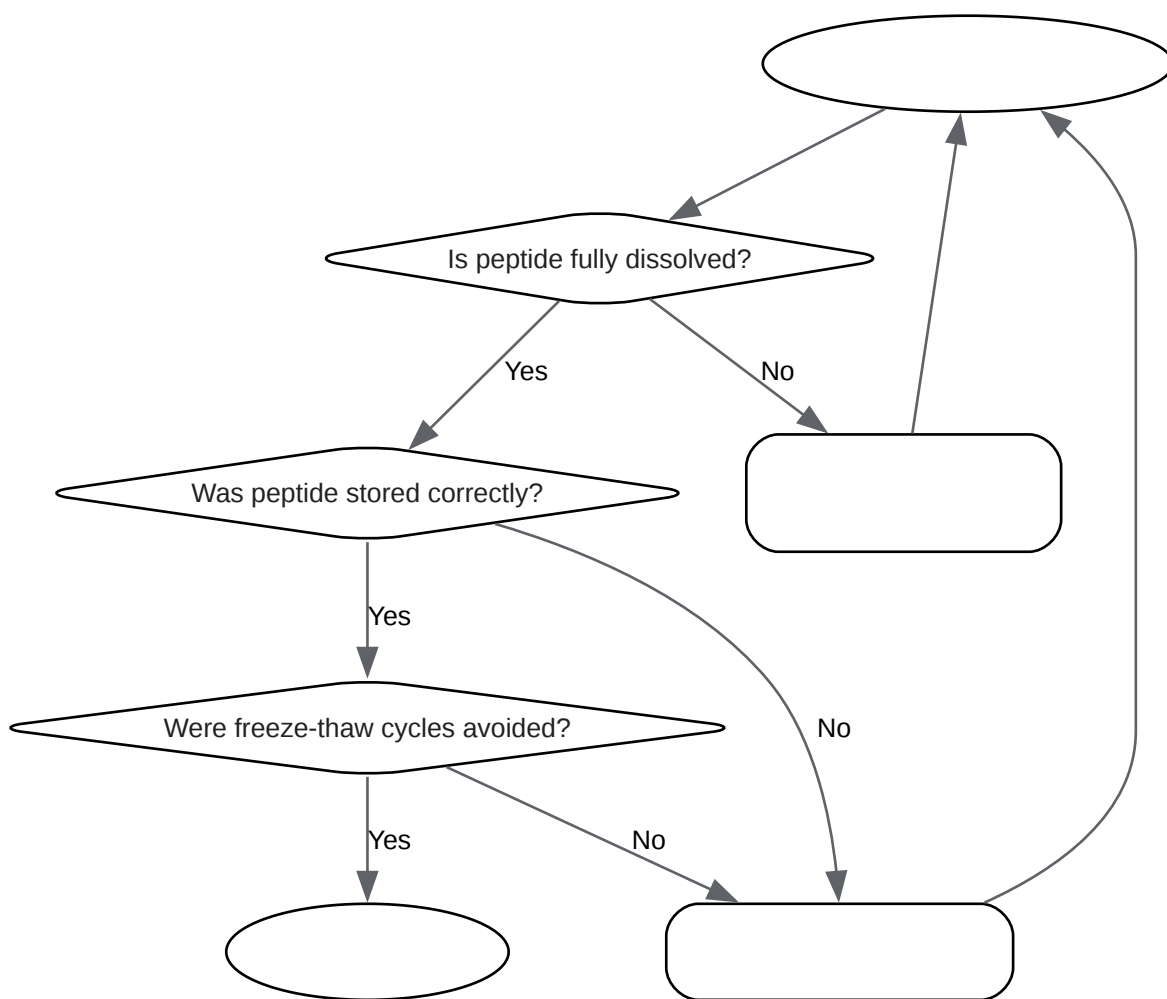 Is peptide fully dissolved?
Yes
No
Was peptide stored correctly?
Yes
Were freeze-thaw cycles avoided?
No
Yes
No